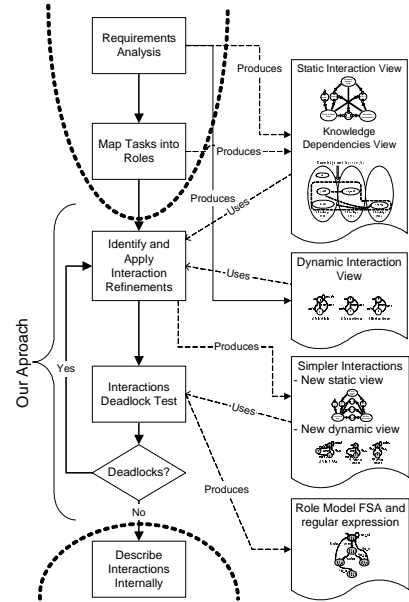 Requirements
Analysis
Produces
Static Interaction View
Map Tasks into
Roles
Produces
Knowledge
Dependencies View
Produces
Uses
Identify and
Apply
Interaction
Refinements
Uses
Dynamic Interaction
View
Our Aproach
Yes
Produces
Simpler Interactions
- New static view
Interactions
Deadlock Test
Uses
- New dynamic view
Deadlocks?
Produces
No
Role Model FSA and
regular expression
Describe
Interactions
Internally